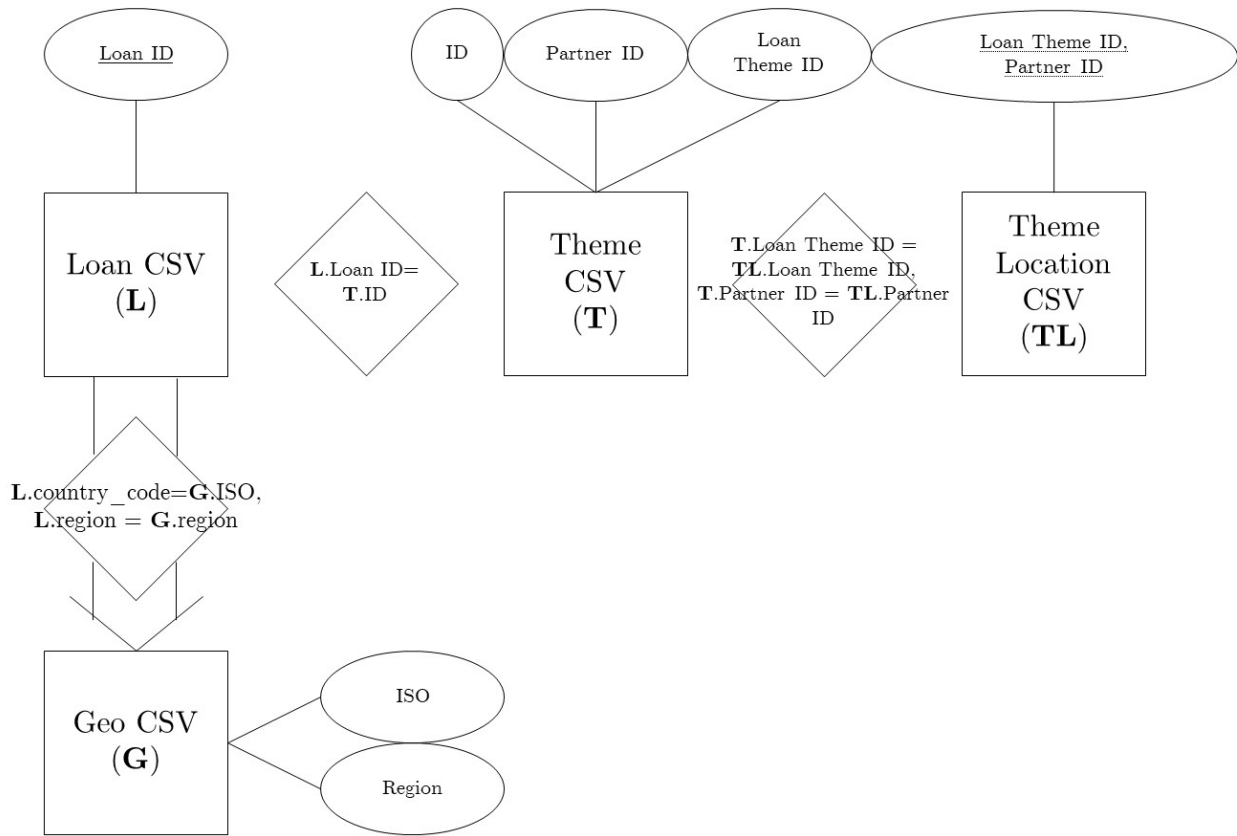 Loan ID
ID
Partner ID
Loan
Theme ID
Loan Theme ID,
Partner ID
Loan CSV
(L)
L.Loan ID=
T.ID
Theme
CSV
(T)
T.Loan Theme ID =
TL.Loan Theme ID,
T.Partner ID = TL.Partner
ID
Theme
Location
CSV
(TL)
L.country_code=G.ISO,
L.region = G.region
Geo CSV
(G)
ISO
Region